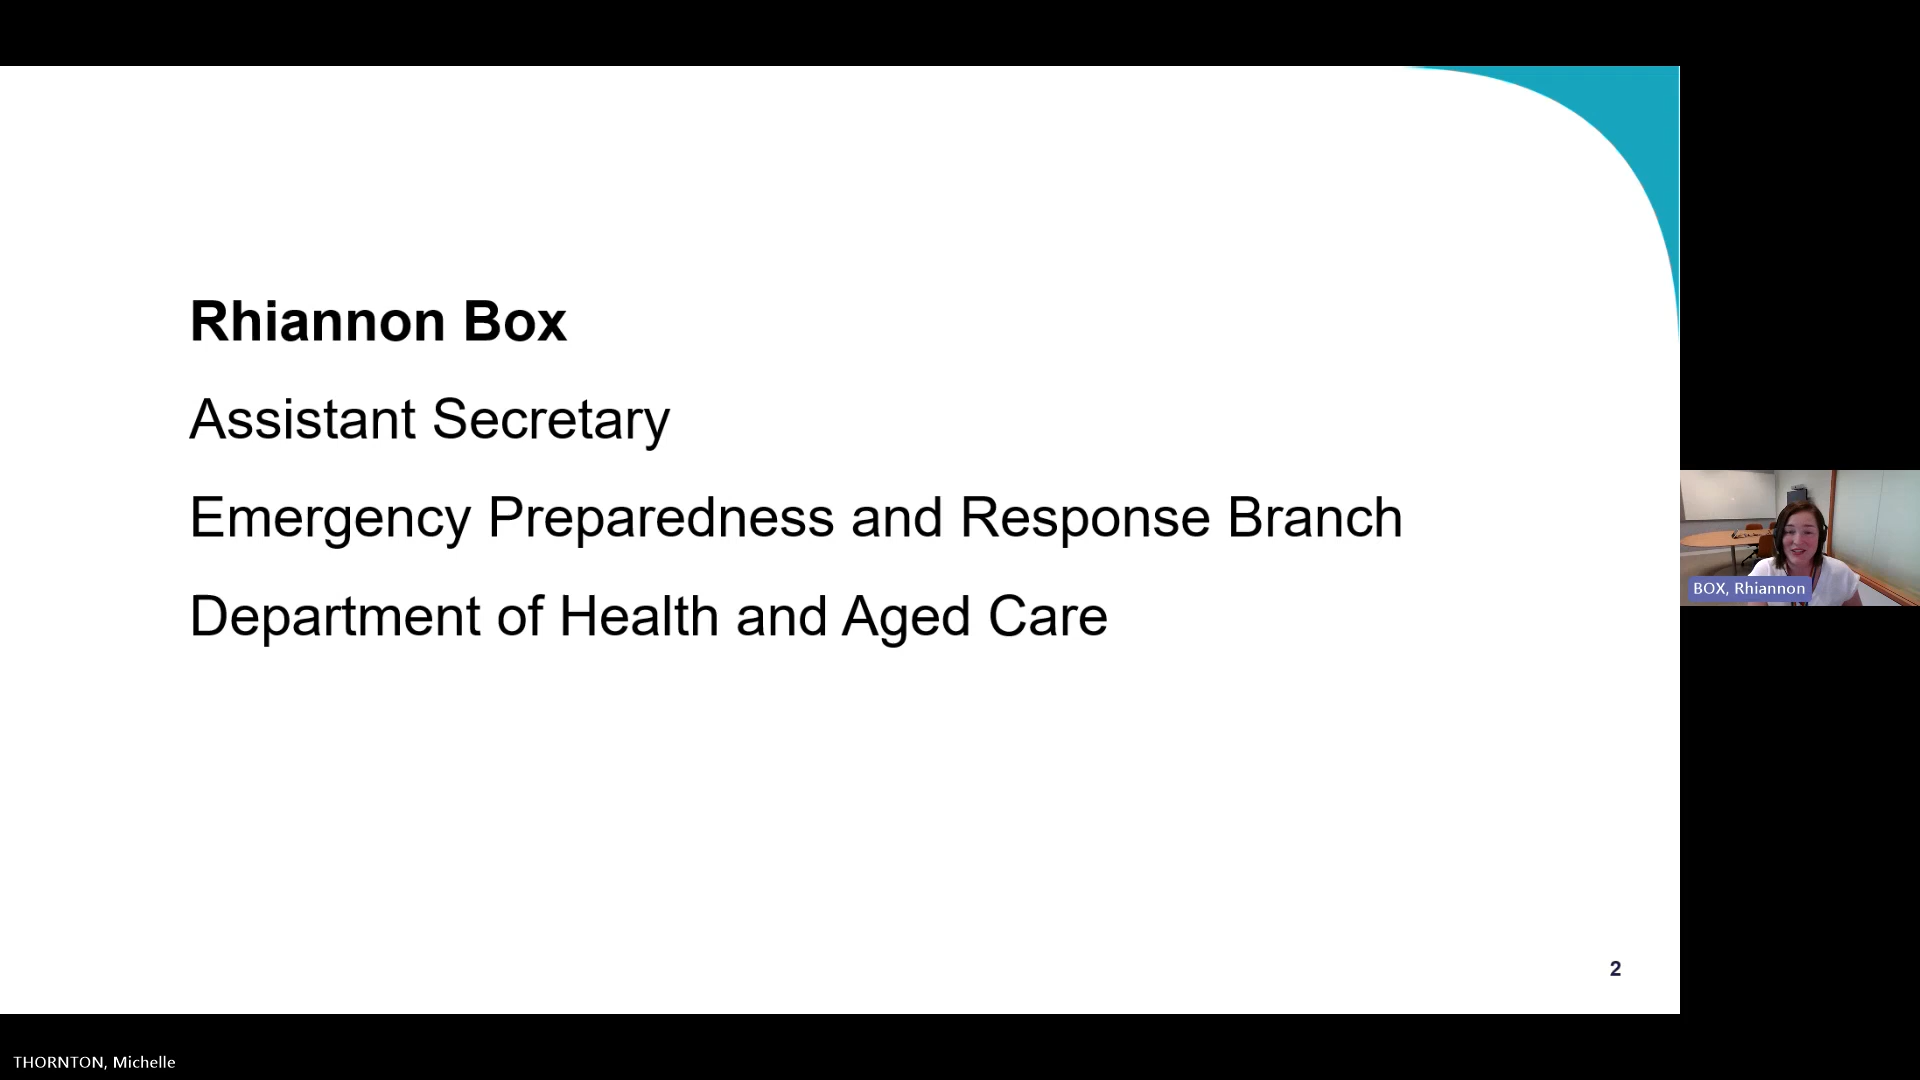 Rhiannon Box
Assistant Secretary
Emergency Preparedness and Response Branch
Department of Health and Aged Care
BOX, Rhiannon
2
THORNTON, Michelle